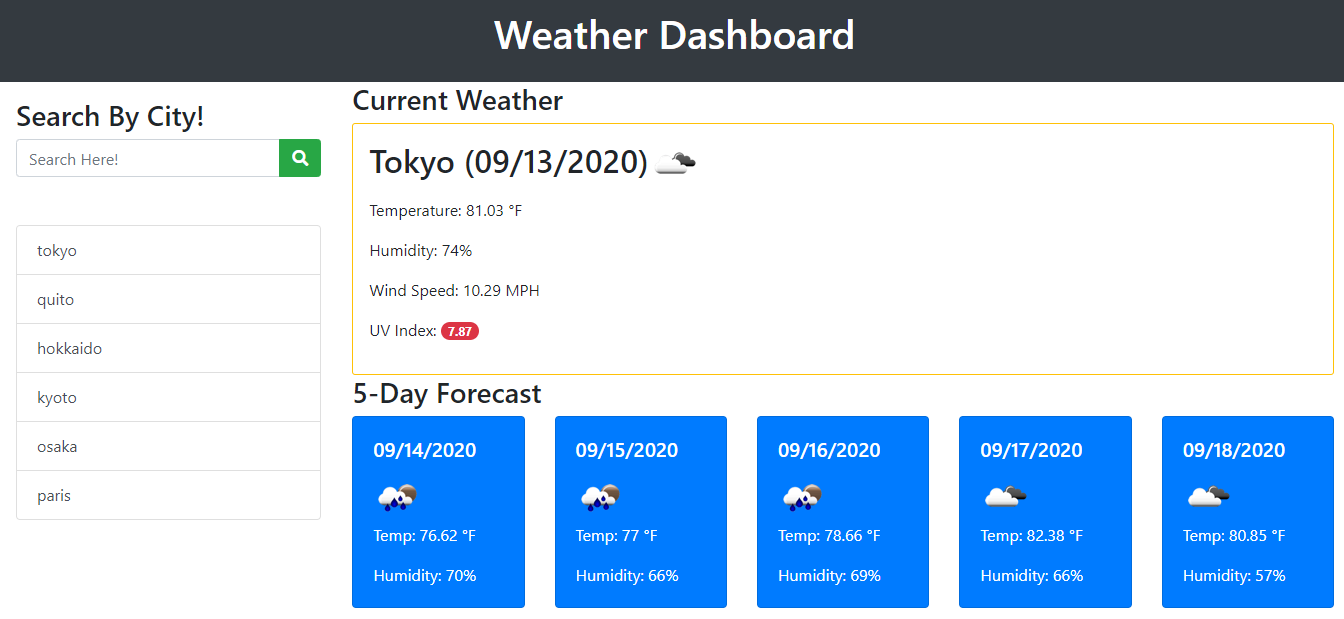 Weather Dashboard
Search By City!
Search Here!
tokyo
quito
hokkaido
kyoto
osaka
paris
Current Weather
Tokyo (09/13/2020)
Temperature: 81.03 °F
Humidity: 74%
Wind Speed: 10.29 MPH
UV Index: 7.87
5-Day Forecast
09/14/2020
Temp: 76.62 °F
Humidity: 70%
09/15/2020
Temp: 77 °F
Humidity: 66%
09/16/2020
Temp: 78.66 °F
Humidity: 69%
09/17/2020
Temp: 82.38 °F
Humidity: 66%
09/18/2020
Temp: 80.85 °F
Humidity: 57%